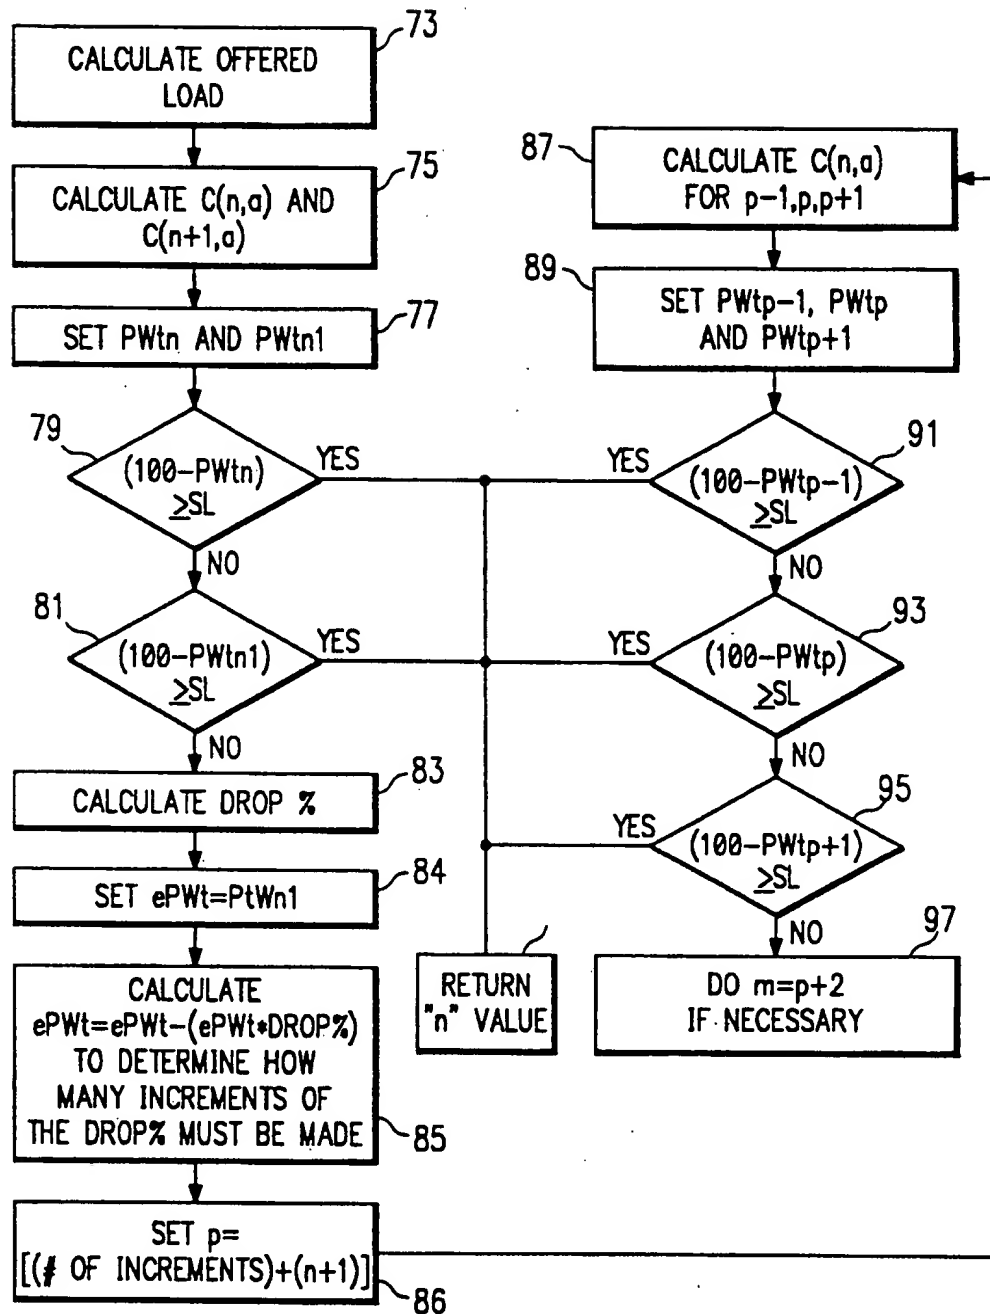 73
CALCULATE OFFERED
LOAD
75
CALCULATE C(n,a) AND
C(n+1,a)
77
SET PWtn AND PWtn1
79
(100-PWtn)
≥SL
YES
NO
81
(100-PWtn1)
≥SL
YES
NO
83
CALCULATE DROP %
84
SET ePWt=PtWn1
CALCULATE
ePWt=ePWt-(ePWt*DROP%)
TO DETERMINE HOW
MANY INCREMENTS OF
THE DROP% MUST BE MADE
85
SET p=
[(# OF INCREMENTS)+(n+1)]
86
87
CALCULATE C(n,a)
FOR p-1,p,p+1
89
SET PWtp-1, PWtp
AND PWtp+1
91
YES
(100-PWtp-1)
≥SL
NO
93
YES
(100-PWtp)
≥SL
NO
95
YES
(100-PWtp+1)
≥SL
NO
97
DO m=p+2
IF NECESSARY
RETURN
"n" VALUE